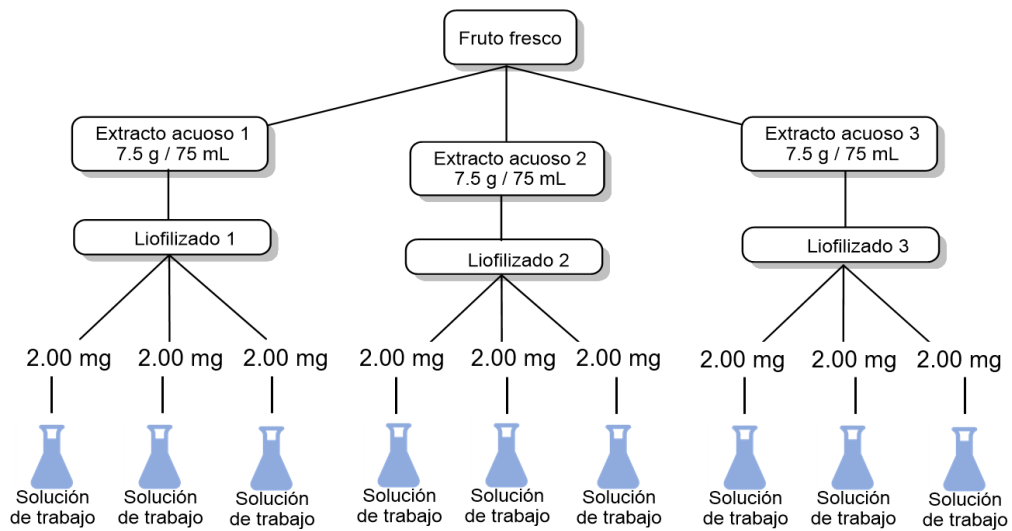 Fruto fresco
Extracto acuoso 1
7.5 g / 75 mL
Extracto acuoso 2
7.5 g / 75 mL
Extracto acuoso 3
7.5 g / 75 mL
Liofilizado 1
Liofilizado 2
Liofilizado 3
2.00 mg
2.00 mg
2.00 mg
2.00 mg
2.00 mg
2.00 mg
2.00 mg
2.00 mg
2.00 mg
Solución
de trabajo
Solución
de trabajo
Solución
de trabajo
Solución
de trabajo
Solución
de trabajo
Solución
de trabajo
Solución
de trabajo
Solución
de trabajo
Solución
de trabajo